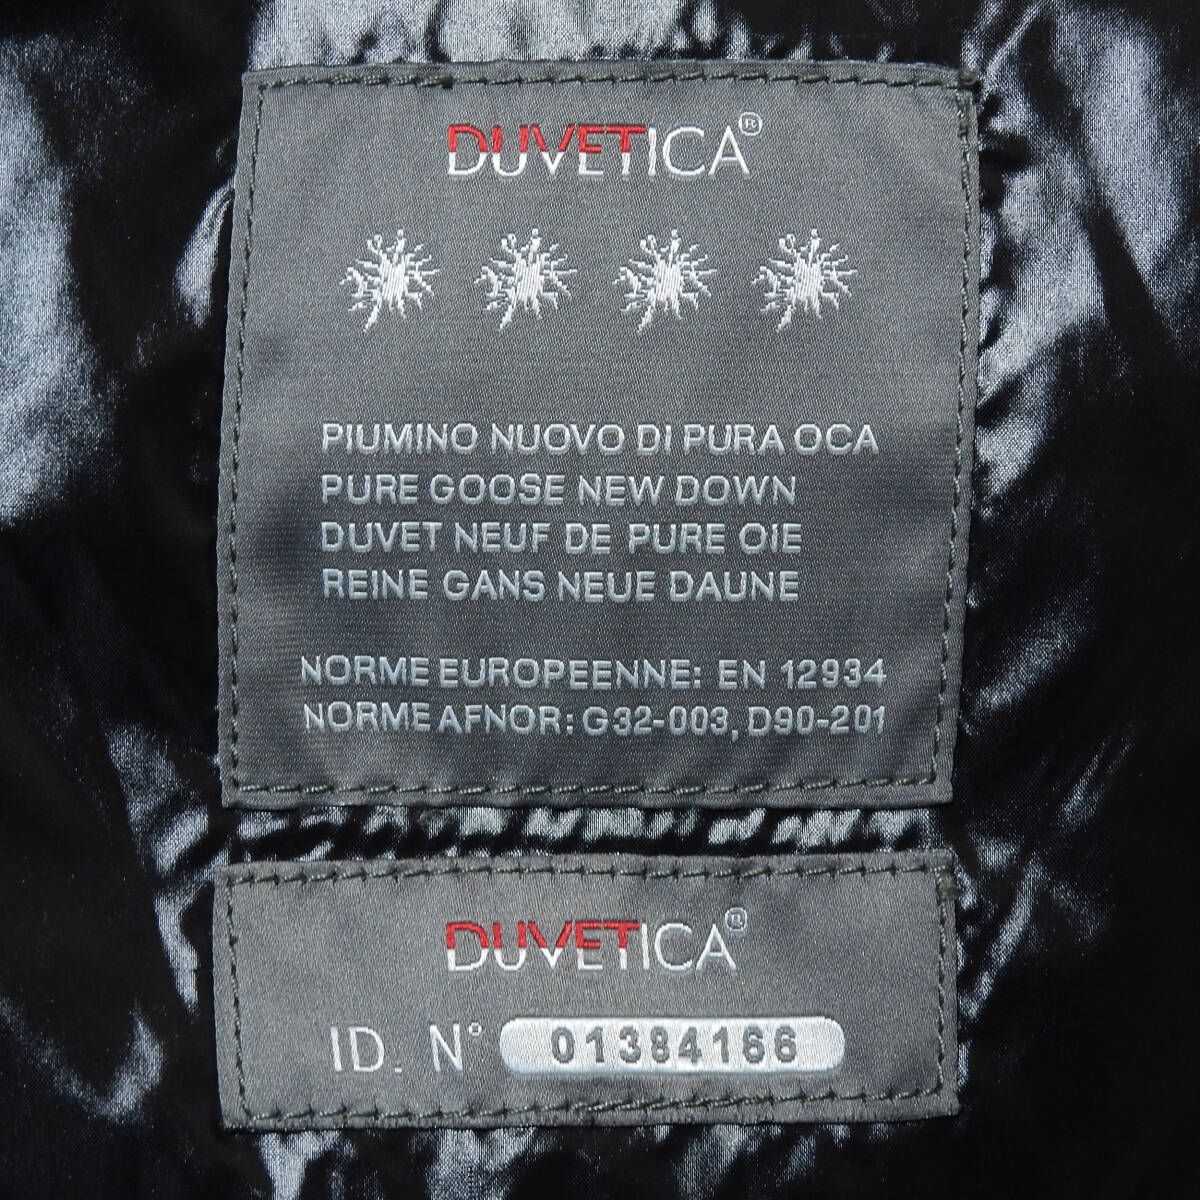 DUVETICA®
PIUMINO NUOVO DI PURA OCA
PURE GOOSE NEW DOWN
DUVET NEUF DE PURE OIE
REINE GANS NEUE DAUNE
NORME EUROPEENNE: EN 12934
NORME AFNOR: G32-003, D90-201
DUVETICA®
ID. N° 01384166